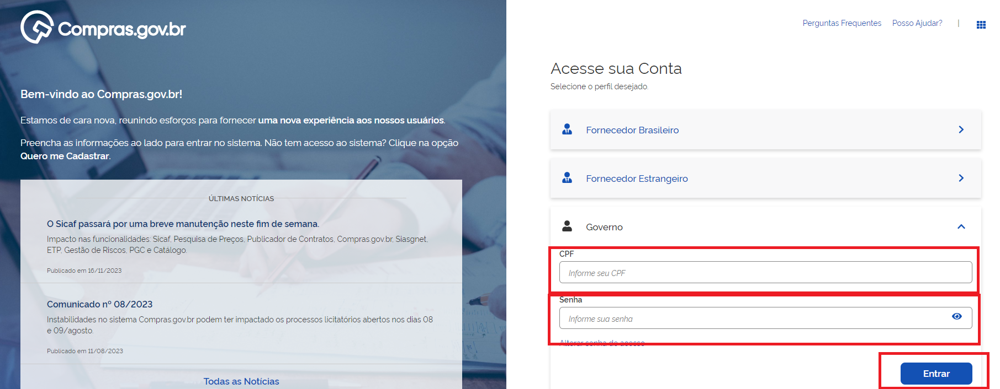 Compras.gov.br
Bem-vindo ao Compras.gov.br!
Estamos de cara nova, reunindo esforços para fornecer uma nova experiência aos nossos usuários.
Preencha as informações ao lado para entrar no sistema. Não tem acesso ao sistema? Clique na opção
Quero me Cadastrar.
ÚLTIMAS NOTÍCIAS
O Sicaf passará por uma breve manutenção neste fim de semana.
Impacto nas funcionalidades: Sicaf, Pesquisa de Preços, Publicador de Contratos, Compras.gov.br, Siasgnet,
ETP, Gestão de Riscos, PGC e Catálogo.
Publicado em 16/11/2023
Comunicado nº 08/2023
Instabilidades no sistema Compras.gov.br podem ter impactado os processos licitatórios abertos nos dias 08
e 09/agosto.
Publicado em 11/08/2023
Todas as Notícias
Perguntas Frequentes Posso Ajudar? |
Acesse sua Conta
Selecione o perfil desejado.
Fornecedor Brasileiro
Fornecedor Estrangeiro
Governo
CPF
Informe seu CPF
Senha
Informe sua senha
Alterar senha de acesso
Entrar